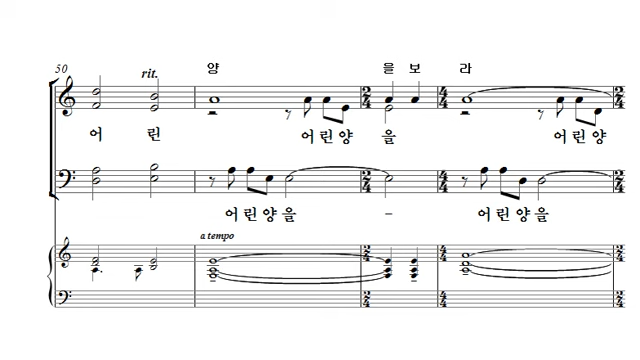 양 을 보 라
50 rit.
어 린 어 린 양 을 어 린 양
어 린 양 을 - 어 린 양 을
a tempo